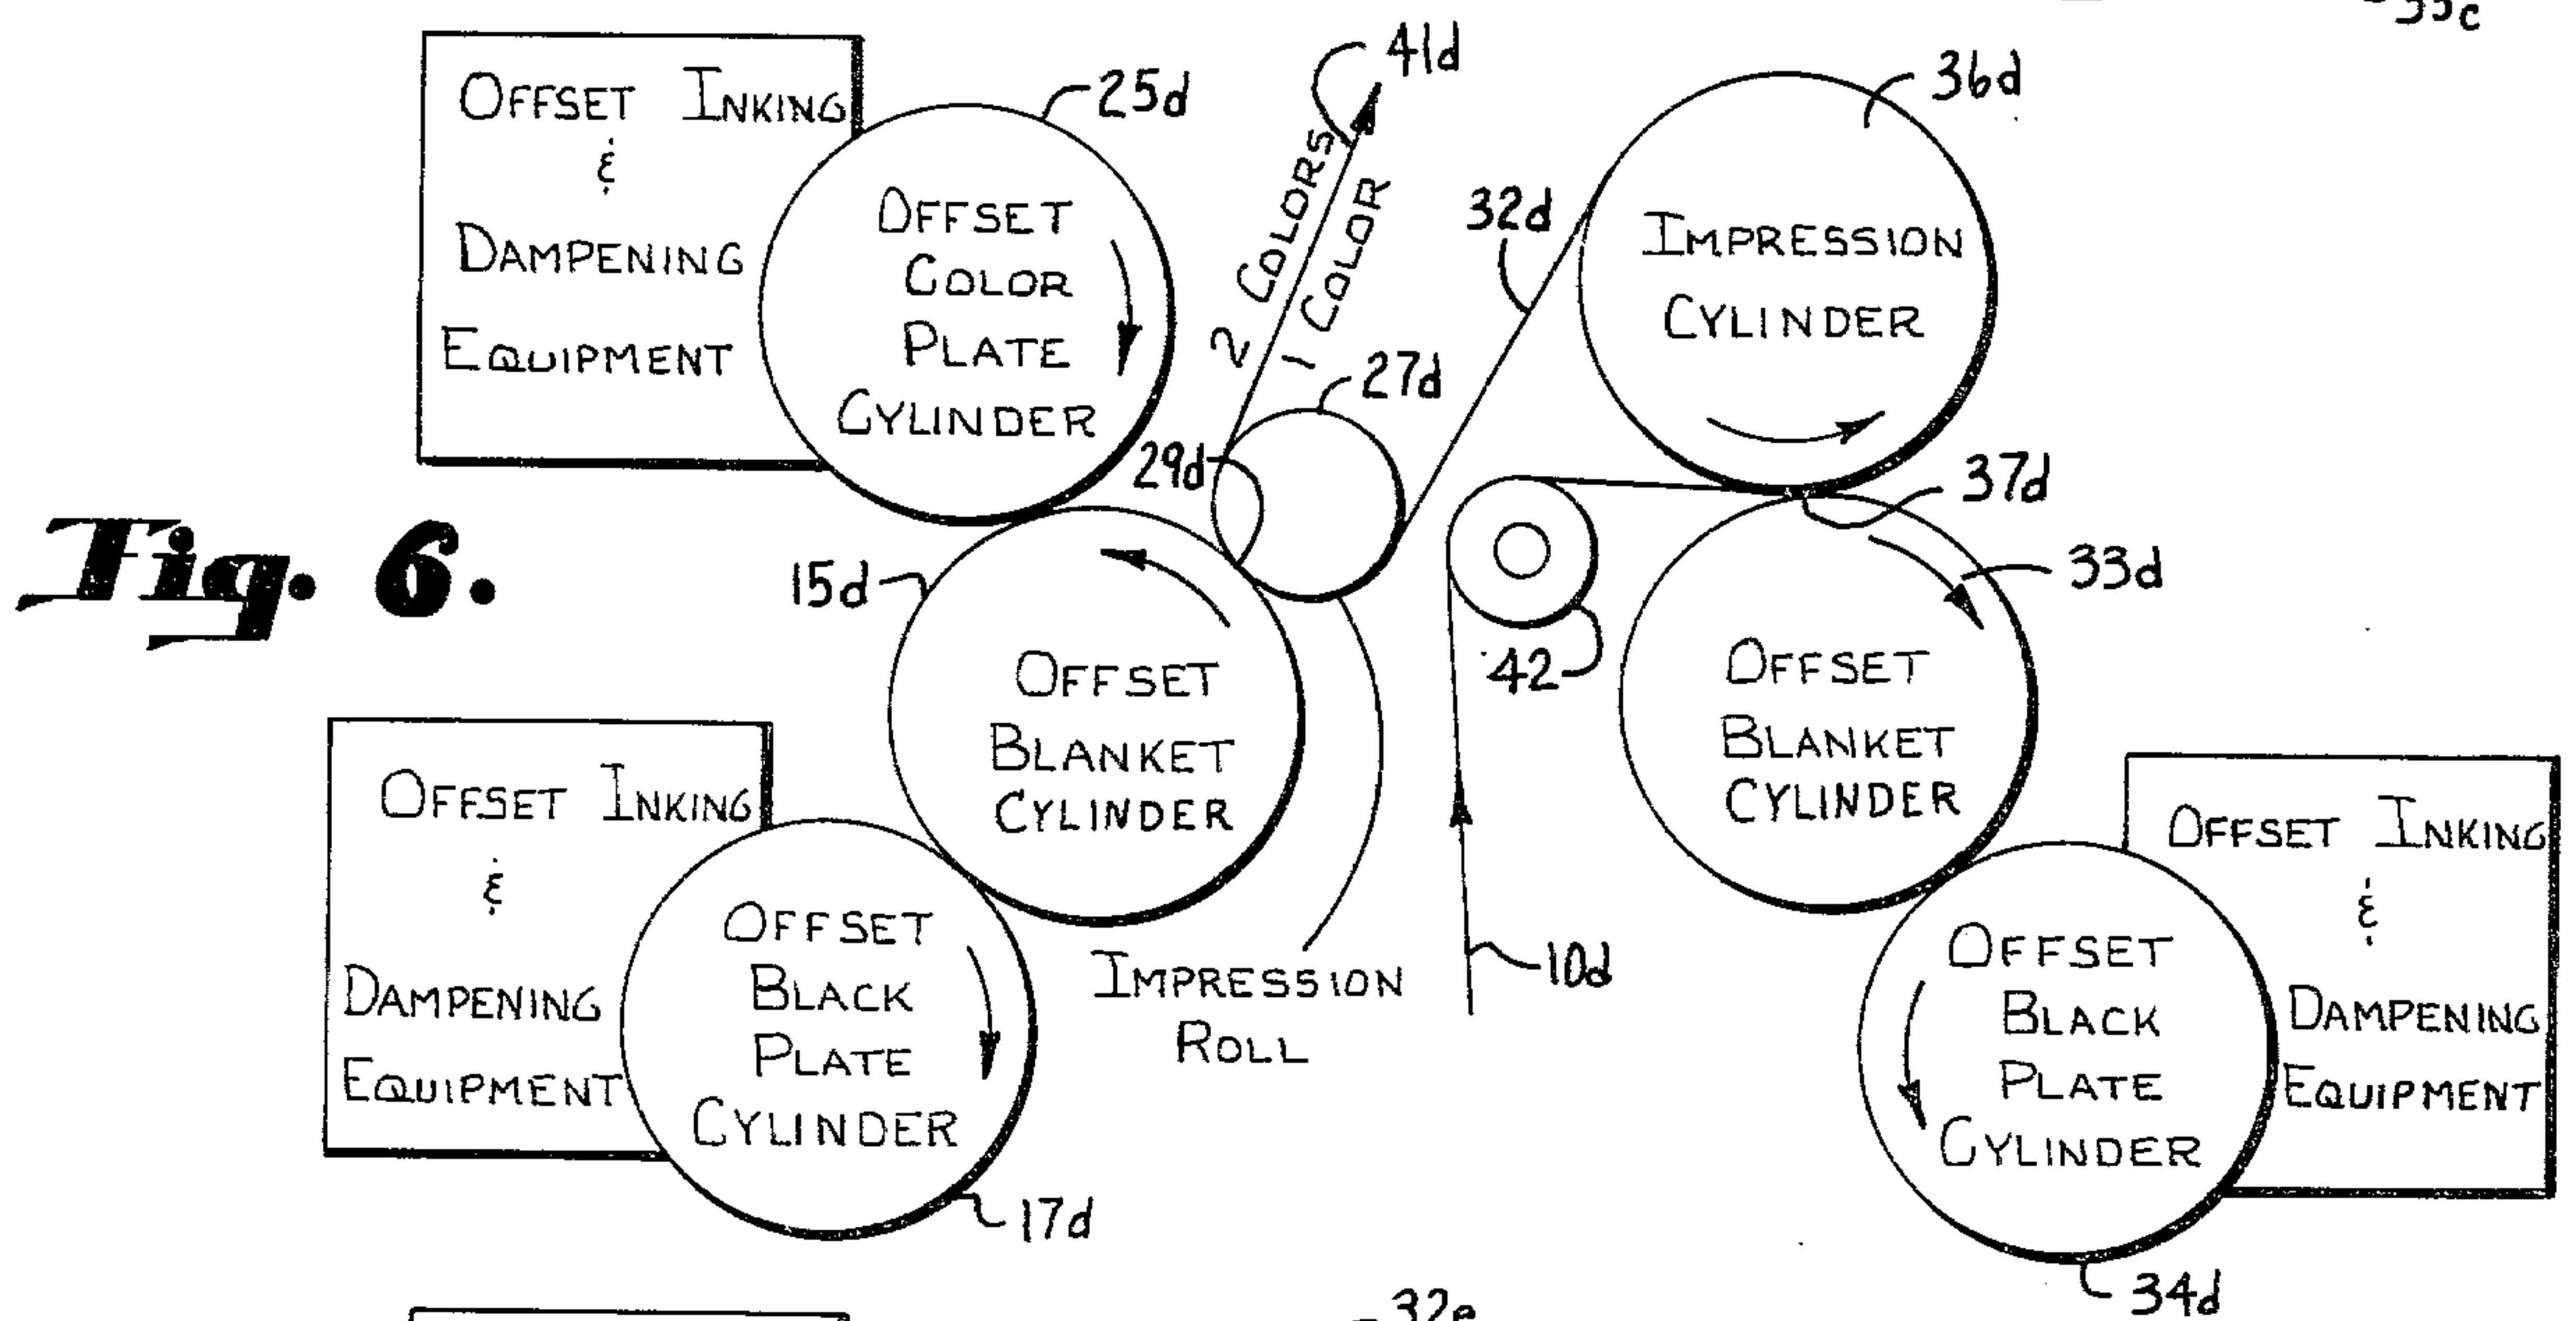 35c
OFFSET INKING
&
DAMPENING
EQUIPMENT
25d
OFFSET
COLOR
PLATE
CYLINDER
41d
2 COLORS
1 COLOR
32d
36d
IMPRESSION
CYLINDER
27d
29d
37d
33d
42
Fig. 6.
15d
OFFSET
BLANKET
CYLINDER
OFFSET
BLANKET
CYLINDER
OFFSET INKING
&
DAMPENING
EQUIPMENT
OFFSET
BLACK
PLATE
CYLINDER
17d
IMPRESSION
ROLL
10d
OFFSET INKING
&
DAMPENING
EQUIPMENT
OFFSET
BLACK
PLATE
CYLINDER
34d
32e